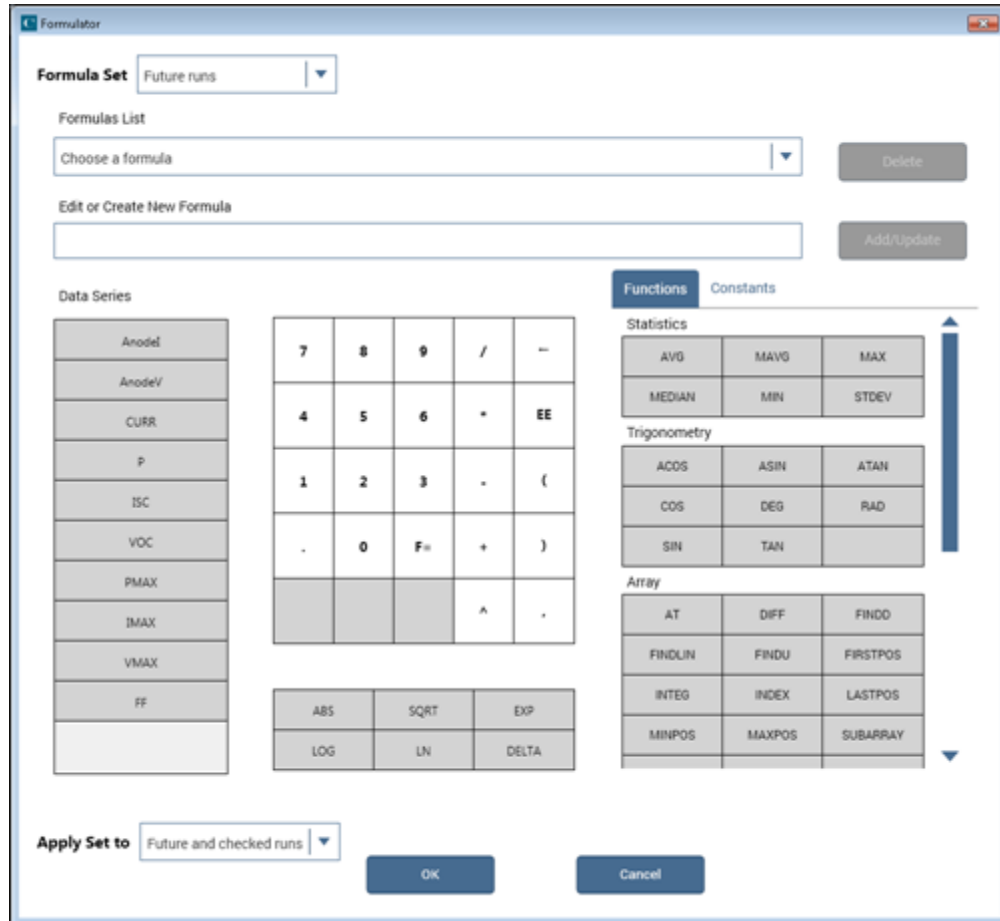 Formulator
Formula Set Future runs
Formulas List
Choose a formula
Delete
Edit or Create New Formula
Add/Update
Data Series
AnodeI
AnodeV
CURR
P
ISC
VOC
PMAX
IMAX
VMAX
FF
7 8 9 / ←
4 5 6 * EE
1 2 3 - (
. 0 F= + )
^ ,
ABS SQRT EXP
LOG LN DELTA
Functions Constants
Statistics
AVG MAVG MAX
MEDIAN MIN STDEV
Trigonometry
ACOS ASIN ATAN
COS DEG RAD
SIN TAN
Array
AT DIFF FINDD
FINDLIN FINDU FIRSTPOS
INTEG INDEX LASTPOS
MINPOS MAXPOS SUBARRAY
Apply Set to Future and checked runs
OK Cancel